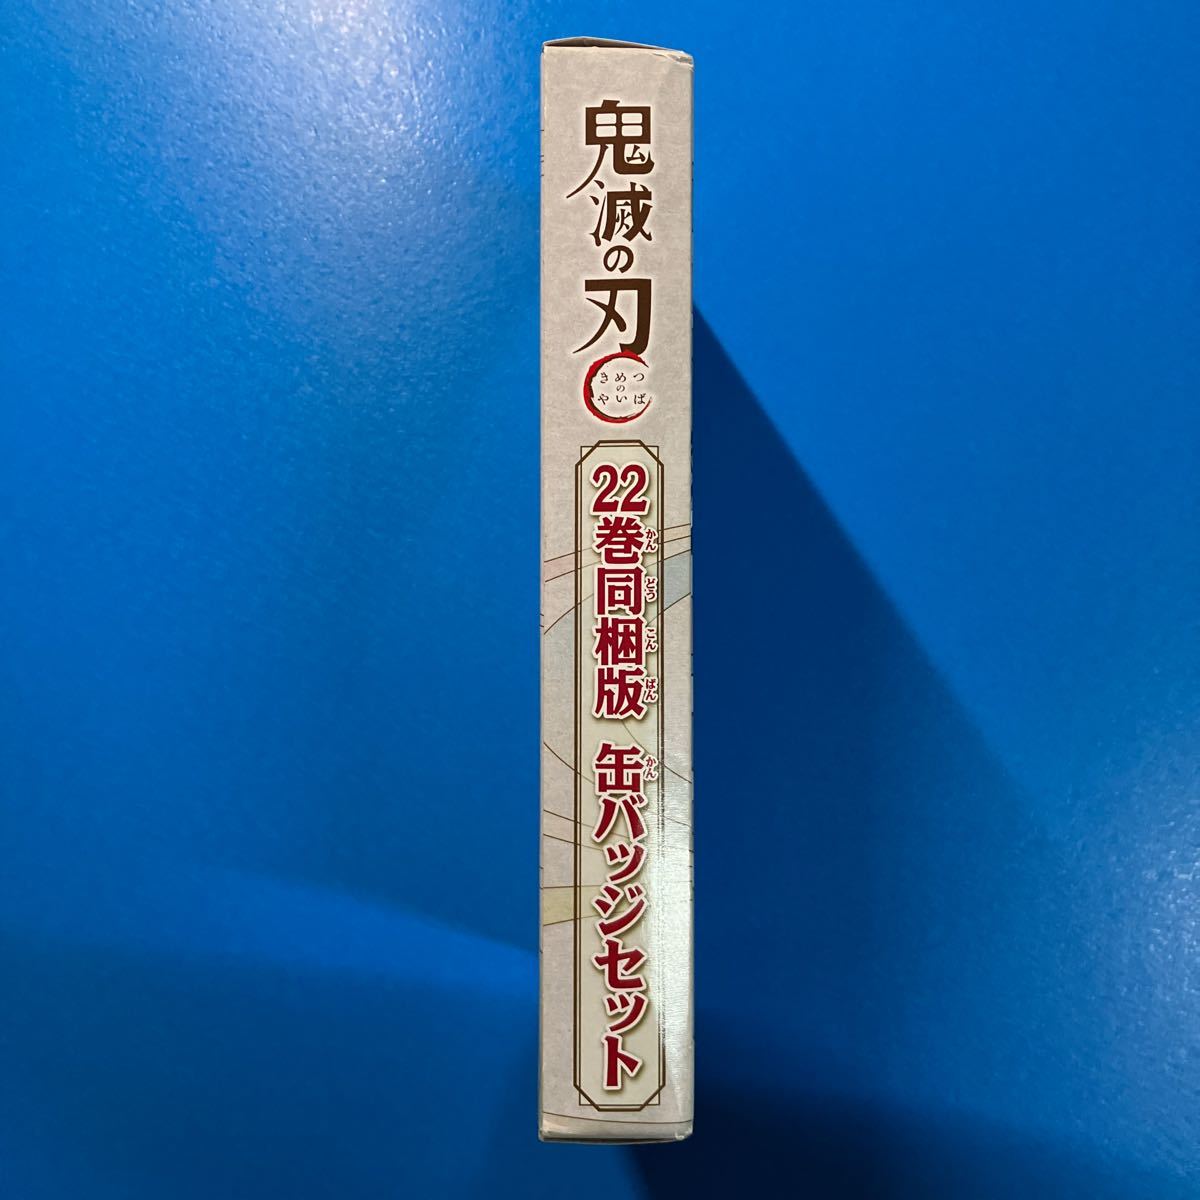 鬼滅の刃
きめつ
の
やいば
22巻同梱版 缶バッジセット
かん どう こん ばん かん